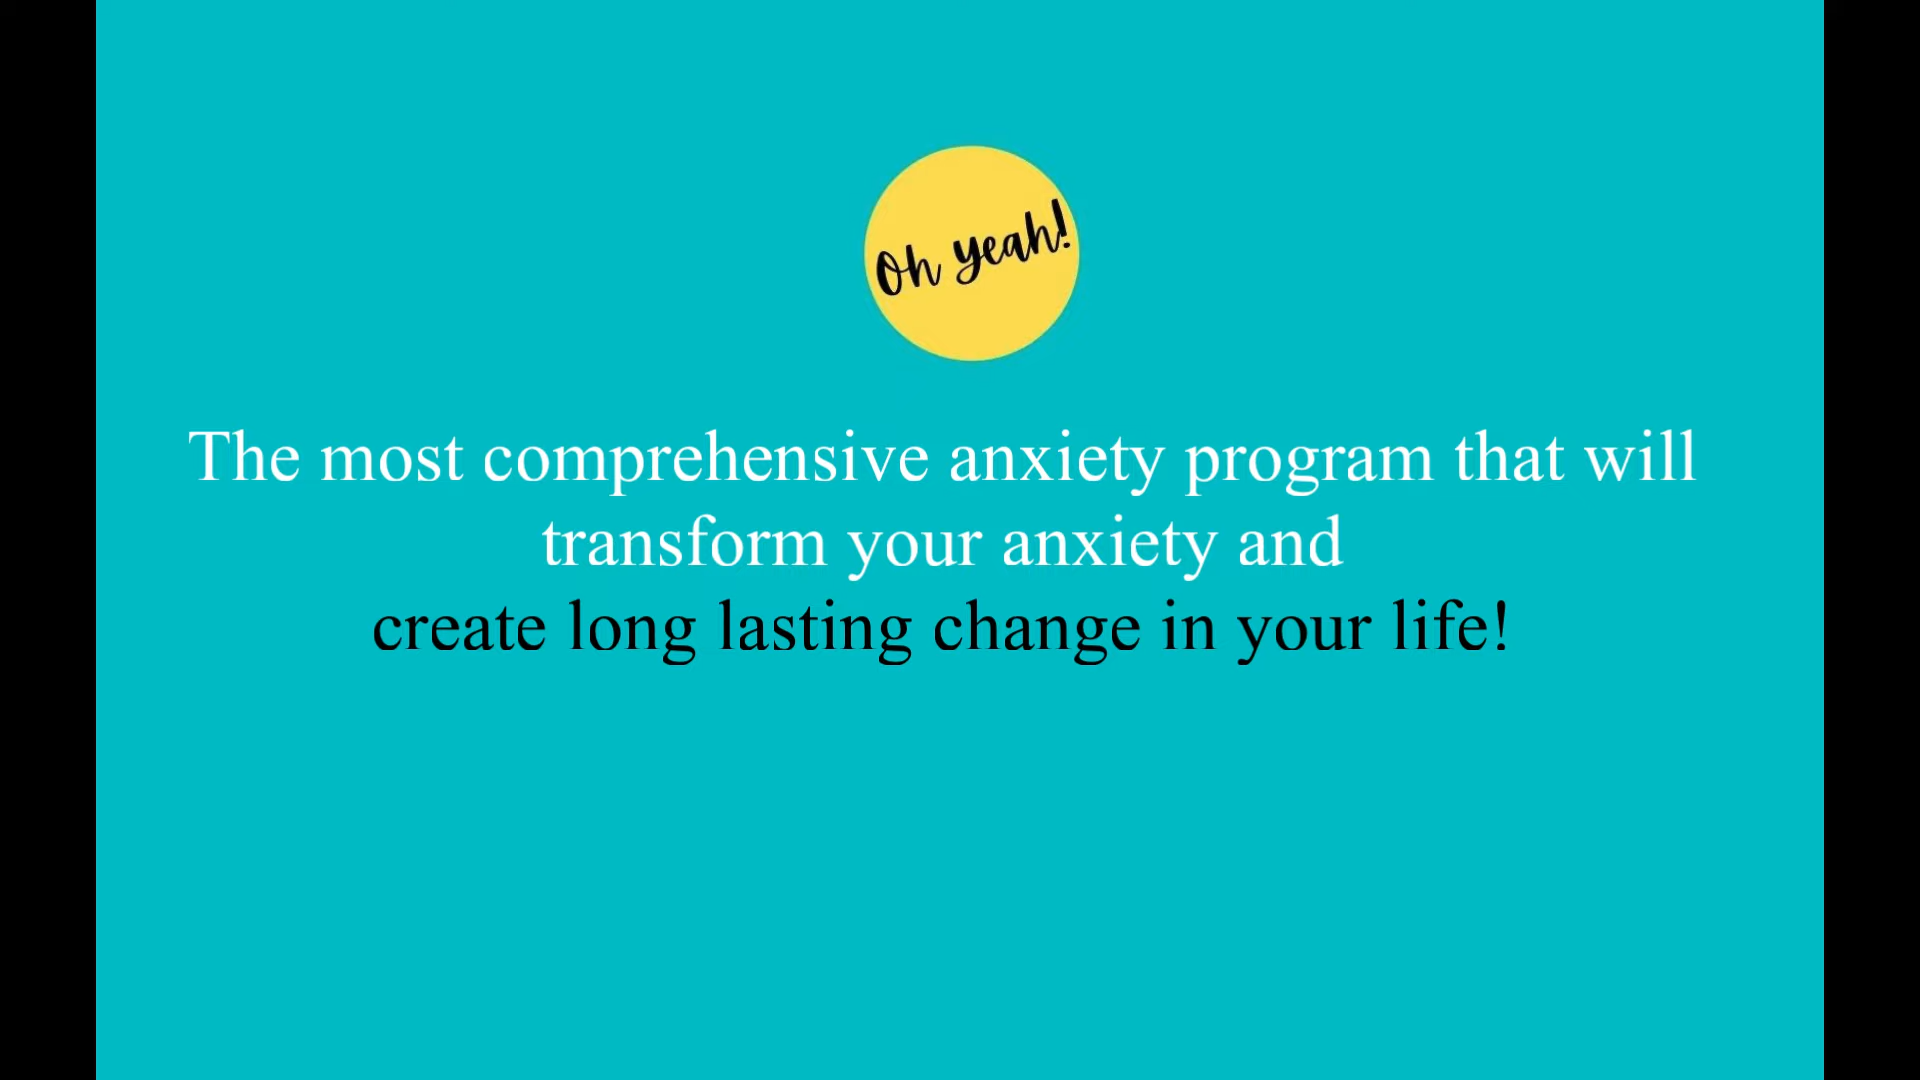 Oh yeah!
The most comprehensive anxiety program that will
transform your anxiety and
create long lasting change in your life!